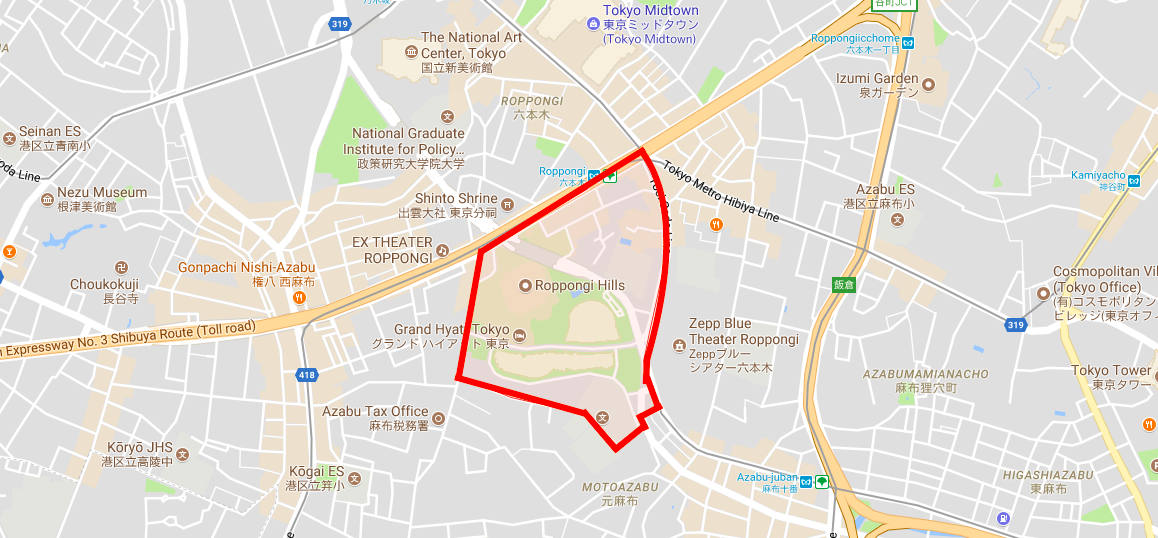 319
Tokyo Midtown
東京ミッドタウン
(Tokyo Midtown)
谷町JCT
The National Art
Center, Tokyo
国立新美術館
Roppongiicchome
六本木一丁目
Izumi Garden
泉ガーデン
ROPPONGI
六本木
Seinan ES
港区立青南小
National Graduate
Institute for Policy...
政策研究大学院大学
oda Line
Tokyo Metro Hibiya Line
Roppongi
六本木
Kamiyacho
神谷町
Nezu Museum
根津美術館
Shinto Shrine
出雲大社 東京分祠
Azabu ES
港区立麻布小
EX THEATER
ROPPONGI
Gonpachi Nishi-Azabu
権八 西麻布
Choukokuji
長谷寺
Roppongi Hills
飯倉
Cosmopolitan Vil
(Tokyo Office)
(有)コスモポリタン
ビレッジ(東京オフィ
319
Grand Hyatt Tokyo
グランド ハイアット 東京
Zepp Blue
Theater Roppongi
Zeppブルー
シアター六本木
n Expressway No. 3 Shibuya Route (Toll road)
418
AZABUMAMIANACHO
麻布狸穴町
Tokyo Tower
東京タワー
Azabu Tax Office
麻布税務署
Kōryō JHS
港区立高陵中
Kōgai ES
港区立笄小
Azabu-juban
麻布十番
MOTOAZABU
元麻布
HIGASHIAZABU
東麻布